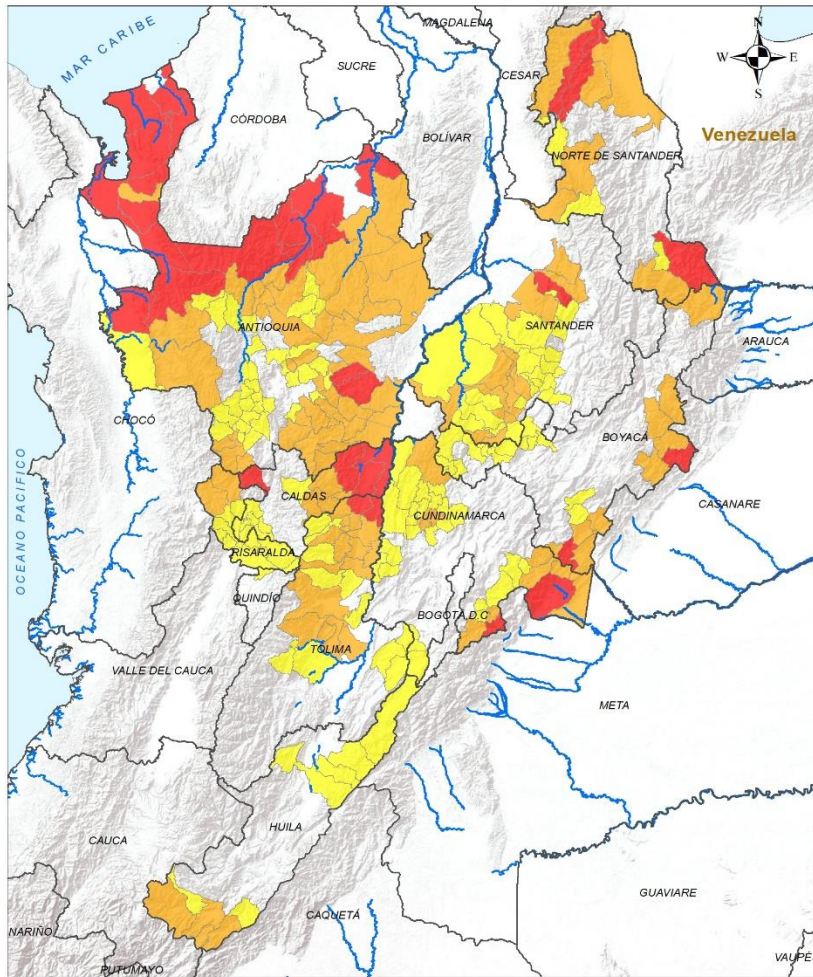 MAR CARIBE
MAGDALENA
SUCRE
CESAR
N
W E
S
CÓRDOBA
BOLÍVAR
Venezuela
NORTE DE SANTANDER
ANTIOQUIA
SANTANDER
ARAUCA
CHOCÓ
BOYACÁ
OCEANO PACIFICO
CALDAS
CUNDINAMARCA
CASANARE
RISARALDA
QUINDÍO
BOGOTÁ D.C
TOLIMA
VALLE DEL CAUCA
META
HUILA
CAUCA
GUAVIARE
CAQUETÁ
NARIÑO
PUTUMAYO
VAUPÉ